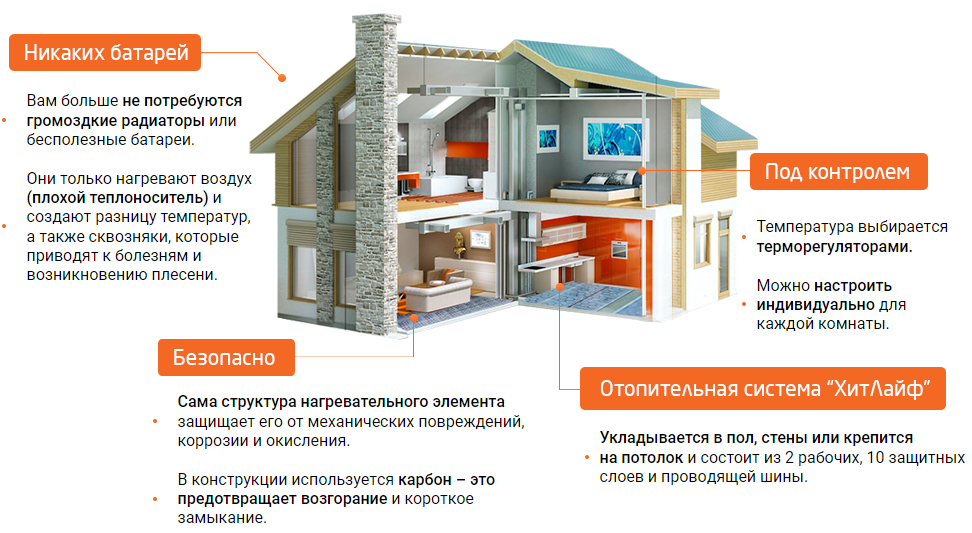 Никаких батарей
Вам больше не потребуются
громоздкие радиаторы или
бесполезные батареи.
Они только нагревают воздух
(плохой теплоноситель) и
создают разницу температур,
а также сквозняки, которые
приводят к болезням и
возникновению плесени.
Под контролем
Температура выбирается
терморегуляторами.
Можно настроить
индивидуально для
каждой комнаты.
Безопасно
Сама структура нагревательного элемента
защищает его от механических повреждений,
коррозии и окисления.
В конструкции используется карбон – это
предотвращает возгорание и короткое
замыкание.
Отопительная система “ХитЛайф”
Укладывается в пол, стены или крепится
на потолок и состоит из 2 рабочих, 10 защитных
слоев и проводящей шины.